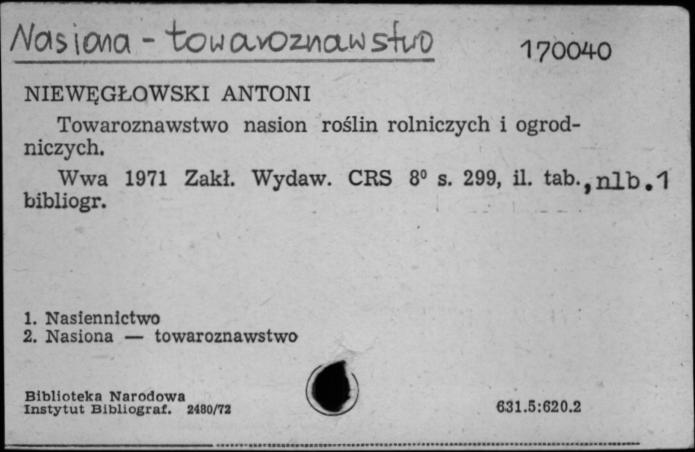 Nasiona - towaroznawstwo 170040
NIEWĘGŁOWSKI ANTONI
Towaroznawstwo nasion roślin rolniczych i ogrod-
niczych.
Wwa 1971 Zakł. Wydaw. CRS 8⁰ s. 299, il. tab., nlb. 1
bibliogr.
1. Nasiennictwo
2. Nasiona — towaroznawstwo
Biblioteka Narodowa
Instytut Bibliograf. 2480/72 631.5:620.2